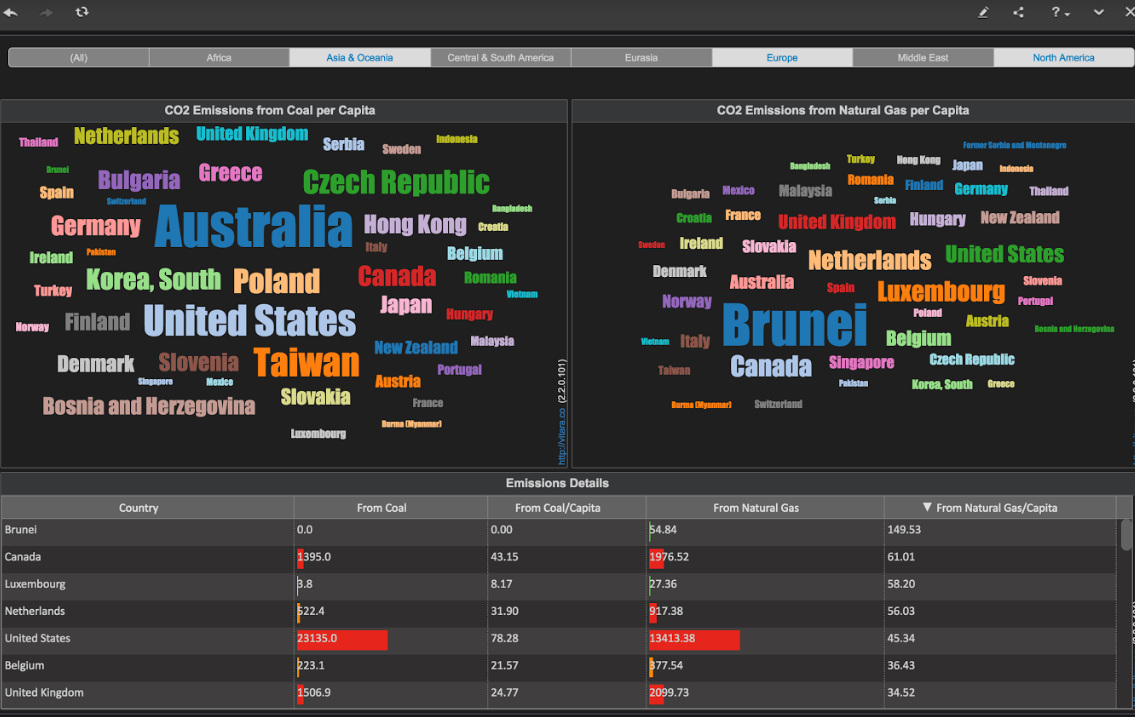 ?
(All) Africa Asia & Oceania Central & South America Eurasia Europe Middle East North America
CO2 Emissions from Coal per Capita
Thailand Netherlands United Kingdom Serbia Sweden Indonesia
Brunei Bulgaria Greece Czech Republic
Spain Switzerland Bangladesh
Germany Australia Hong Kong Croatia
Ireland Pakistan Italy Belgium
Turkey Korea, South Poland Canada Romania
Japan Vietnam
Norway Finland United States Hungary
Denmark Slovenia Taiwan New Zealand Malaysia
Singapore Mexico Austria Portugal
Bosnia and Herzegovina Slovakia France
Luxembourg Burma (Myanmar)
http://vitara.co (2.2.0.101)
CO2 Emissions from Natural Gas per Capita
Former Serbia and Montenegro
Bangladesh Turkey Hong Kong Japan Indonesia
Bulgaria Mexico Malaysia Romania Finland Germany Thailand
Serbia
Croatia France United Kingdom Hungary New Zealand
Sweden Ireland Slovakia Netherlands United States
Denmark Australia Spain Luxembourg Slovenia
Norway Brunei Poland Portugal
Vietnam Italy Belgium Austria Bosnia and Herzegovina
Taiwan Canada Singapore Czech Republic
Pakistan Korea, South Greece
Burma (Myanmar) Switzerland
Emissions Details
Country From Coal From Coal/Capita From Natural Gas ▼ From Natural Gas/Capita
Brunei 0.0 0.00 54.84 149.53
Canada 1395.0 43.15 1976.52 61.01
Luxembourg 3.8 8.17 27.36 58.20
Netherlands 522.4 31.90 917.38 56.03
United States 23135.0 78.28 13413.38 45.34
Belgium 223.1 21.57 377.54 36.43
United Kingdom 1506.9 24.77 2099.73 34.52